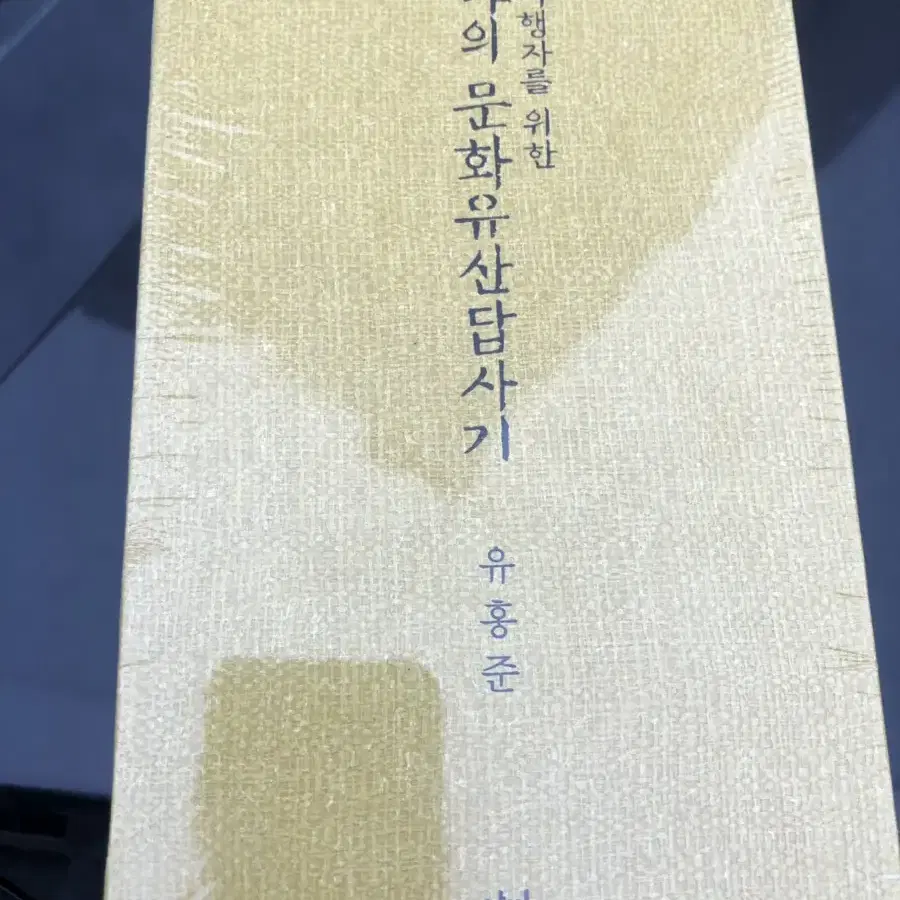 행자를 위한
의 문화유산답사기
유홍준